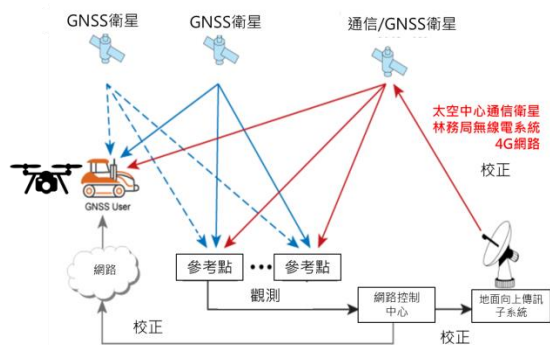 GNSS衛星
GNSS衛星
通信/GNSS衛星
太空中心通信衛星
林務局無線電系統
4G網路
校正
GNSS User
網路
參考點
參考點
觀測
網路控制
中心
地面向上傳訊
子系統
校正
校正